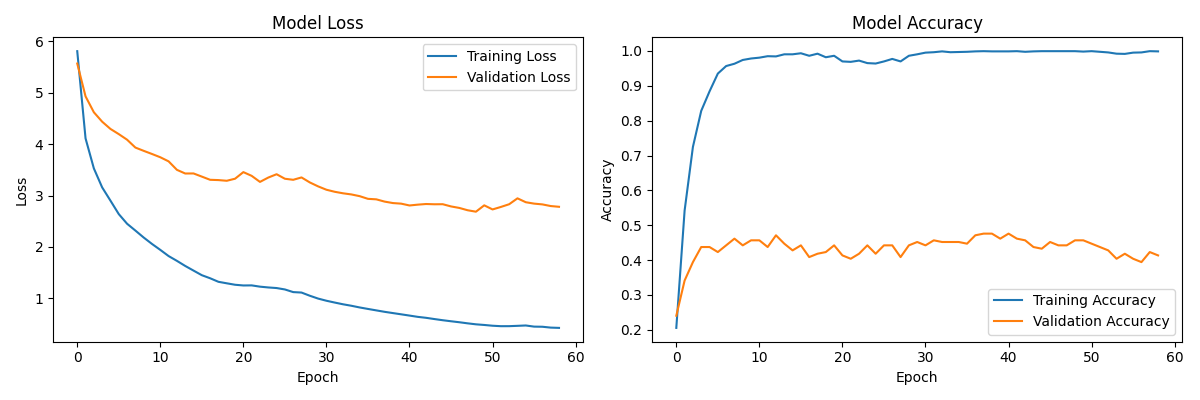 Model Loss
Training Loss
Validation Loss
Loss
6
5
4
3
2
1
0 10 20 30 40 50 60
Epoch
Model Accuracy
Training Accuracy
Validation Accuracy
Accuracy
1.0
0.9
0.8
0.7
0.6
0.5
0.4
0.3
0.2
0 10 20 30 40 50 60
Epoch